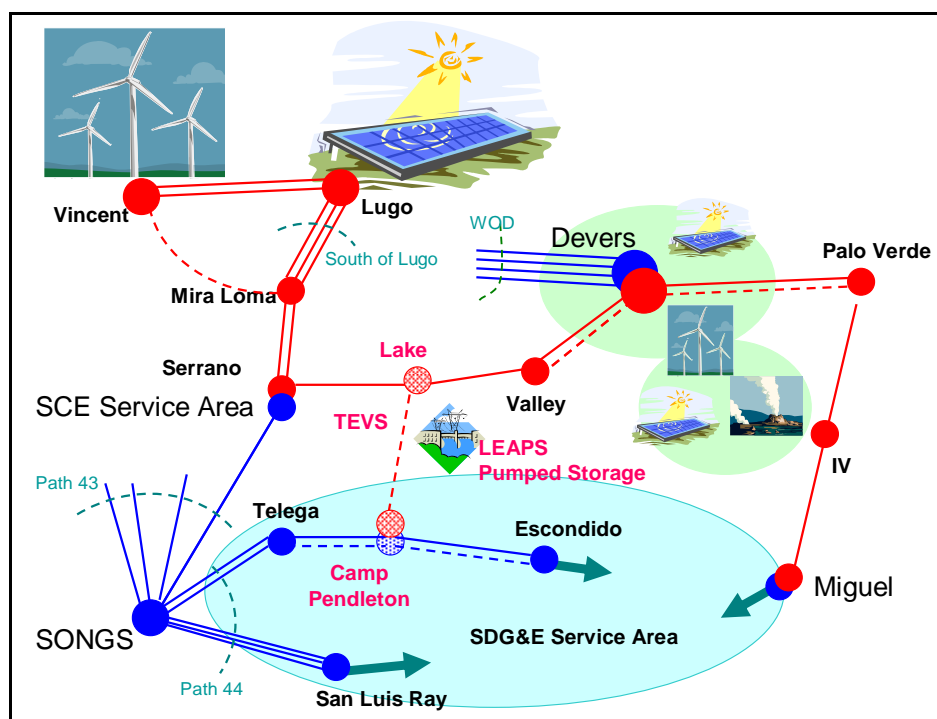 Vincent
Lugo
South of Lugo
WOD
Devers
Palo Verde
Mira Loma
Lake
Serrano
SCE Service Area
TEVS
Valley
LEAPS
Pumped Storage
IV
Path 43
Telega
Escondido
Camp
Pendleton
Miguel
SONGS
SDG&E Service Area
Path 44
San Luis Ray